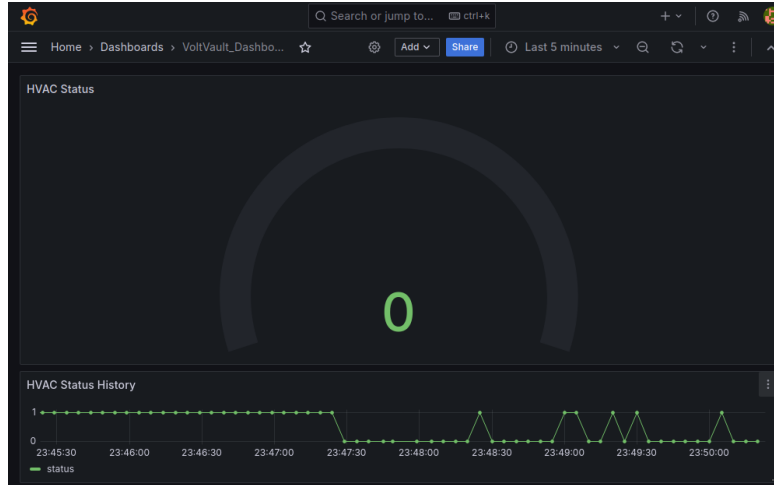 Search or jump to... ctrl+k
Home › Dashboards › VoltVault_Dashbo... Add Share Last 5 minutes
HVAC Status
0
HVAC Status History
1
0
23:45:30 23:46:00 23:46:30 23:47:00 23:47:30 23:48:00 23:48:30 23:49:00 23:49:30 23:50:00
status